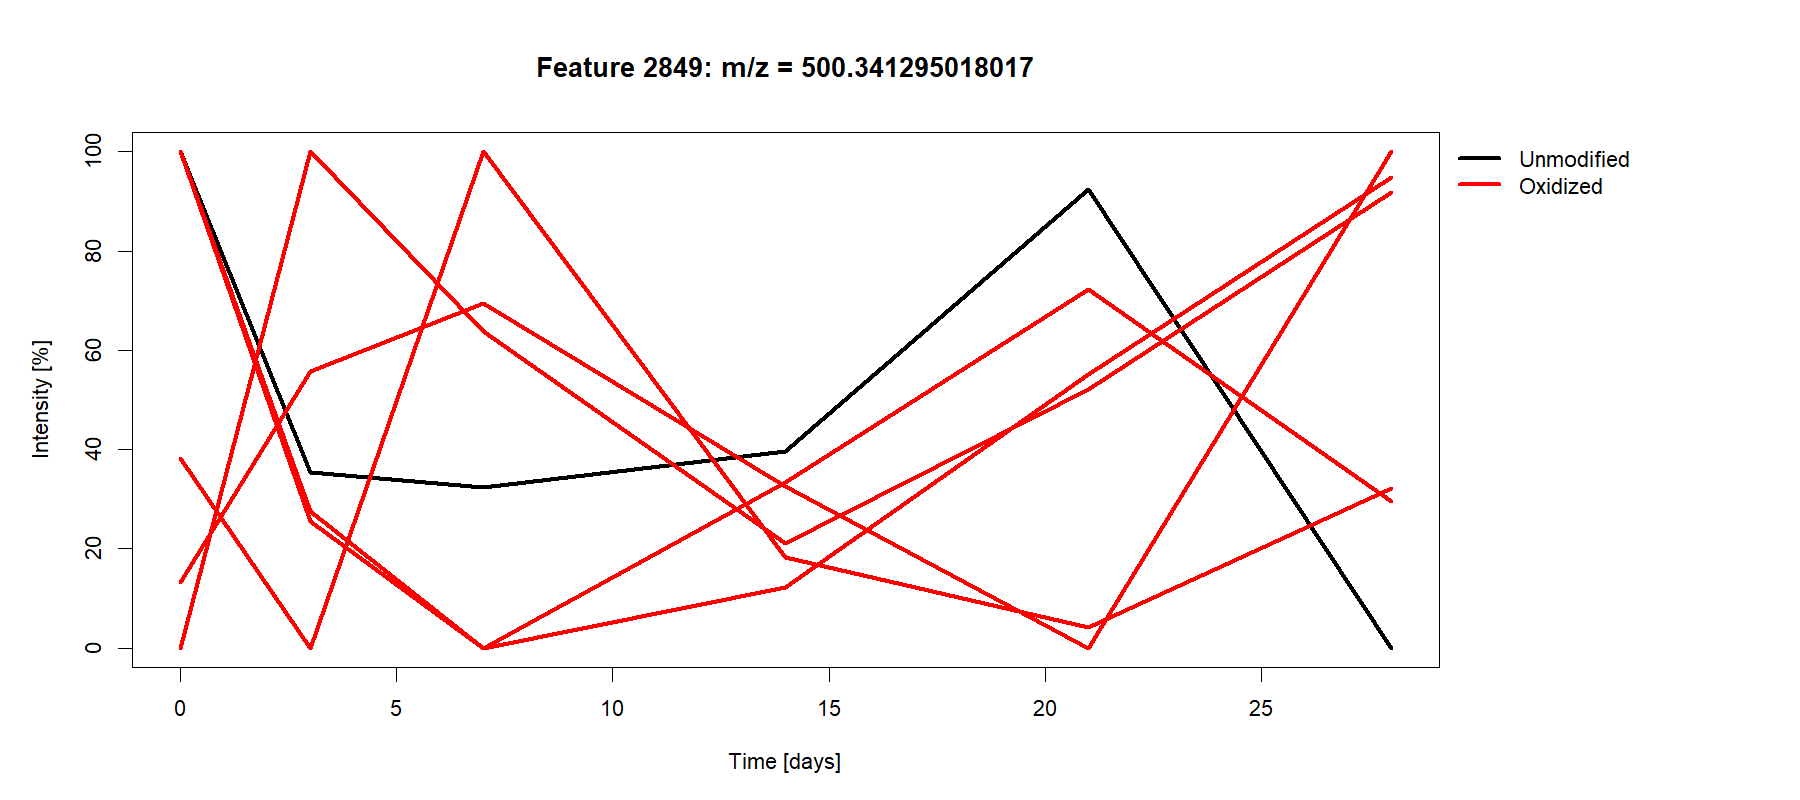 Feature 2849: m/z = 500.341295018017
Unmodified
Oxidized
Intensity [%]
100
80
60
40
20
0
0 5 10 15 20 25
Time [days]